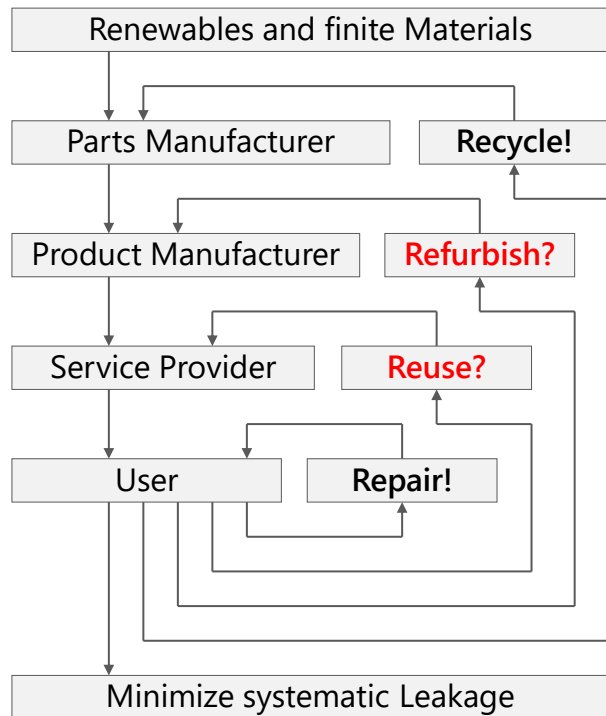 Renewables and finite Materials
Parts Manufacturer
Recycle!
Product Manufacturer
Refurbish?
Service Provider
Reuse?
User
Repair!
Minimize systematic Leakage